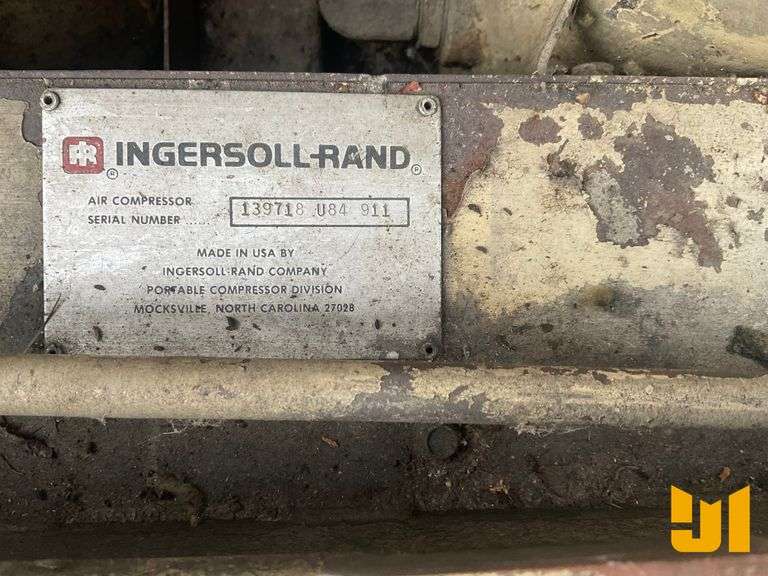 IR ® INGERSOLL-RAND ®
AIR COMPRESSOR
SERIAL NUMBER ..... 139718 U84 911
MADE IN USA BY
INGERSOLL-RAND COMPANY
PORTABLE COMPRESSOR DIVISION
MOCKSVILLE, NORTH CAROLINA 27028